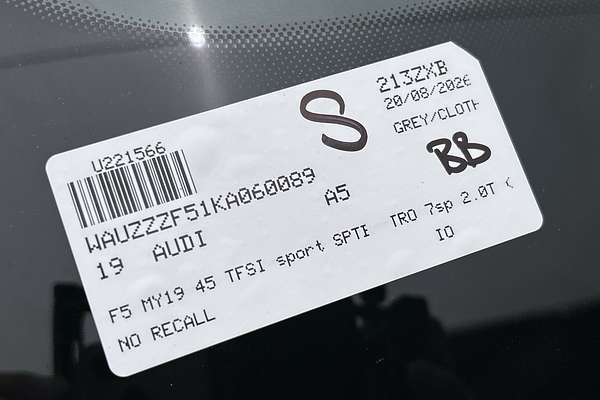 213ZXB
20/08/2026
GREY/CLOTH
S
BB
U221566
WAUZZZF51KA060089
19 AUDI A5
F5 MY19 45 TFSI sport SPTB TRO 7sp 2.0T
NO RECALL IO